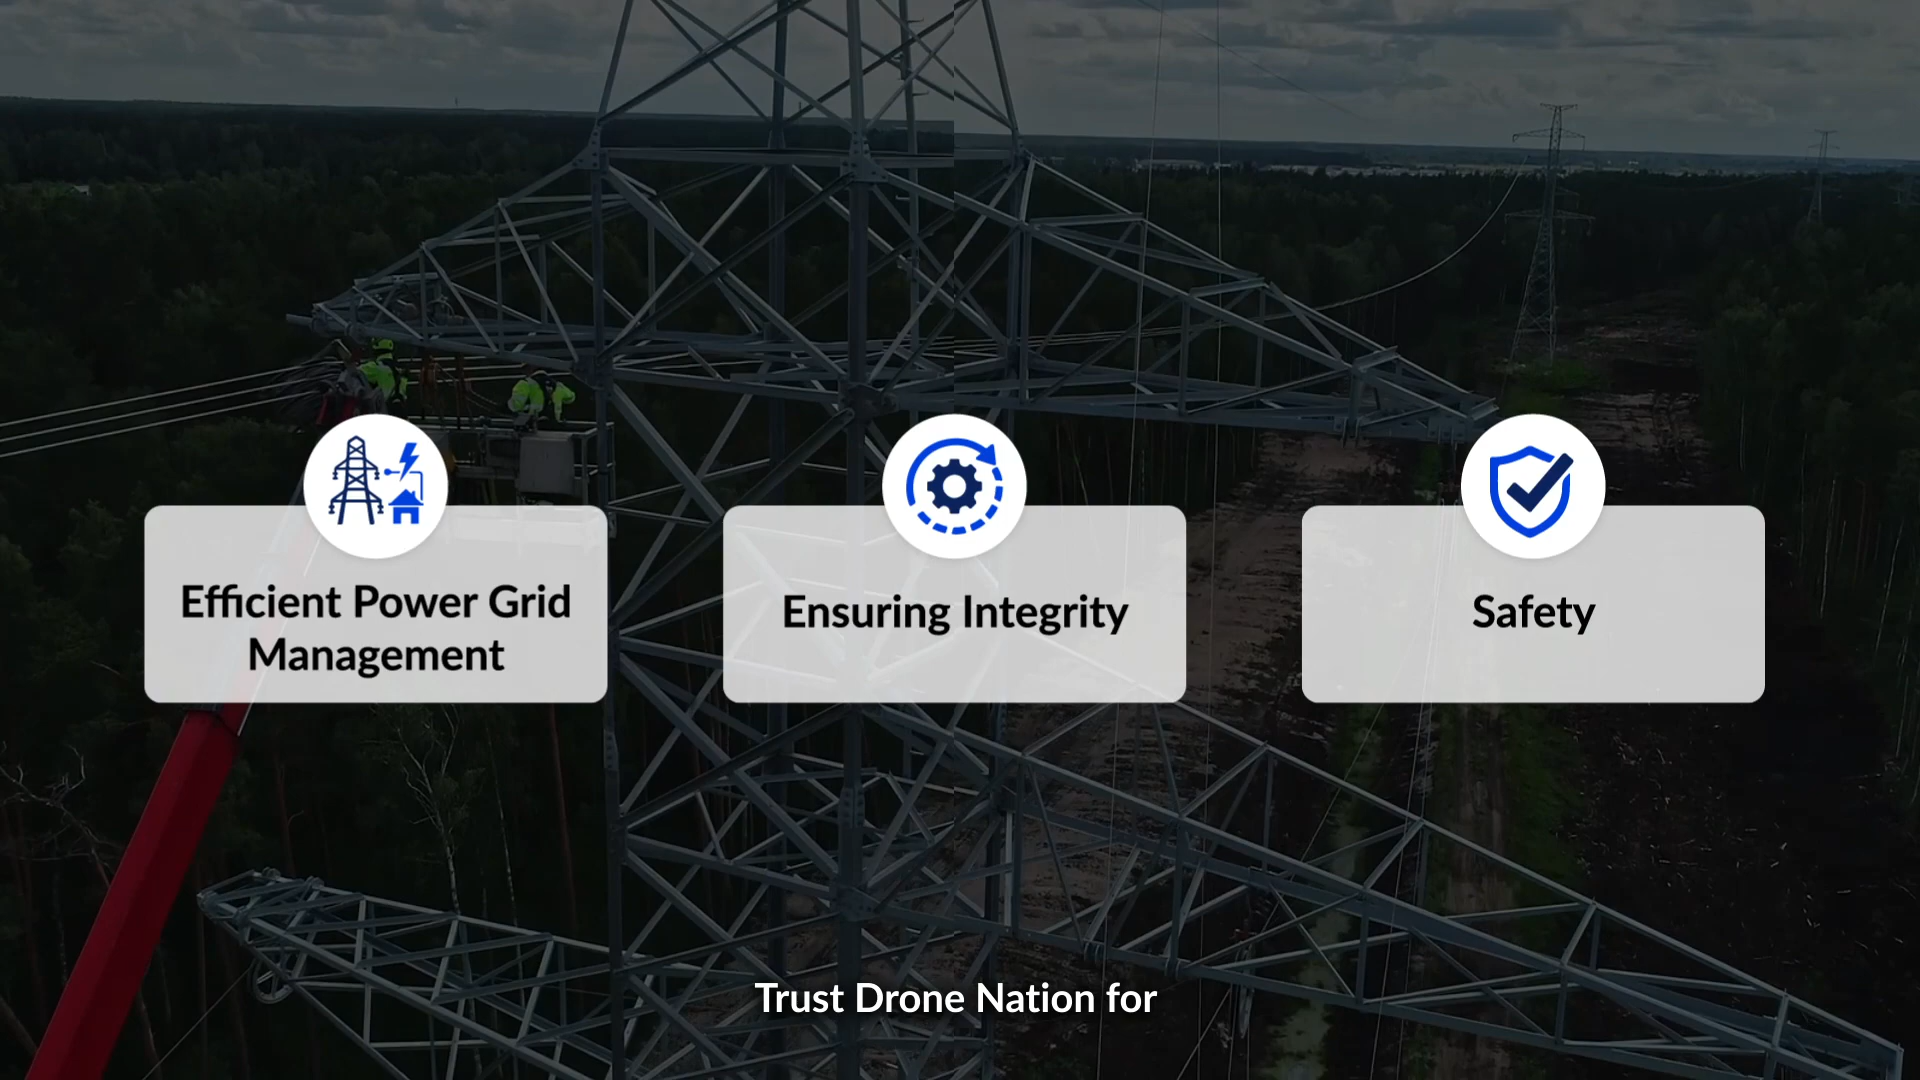 Efficient Power Grid
Management
Ensuring Integrity
Safety
Trust Drone Nation for